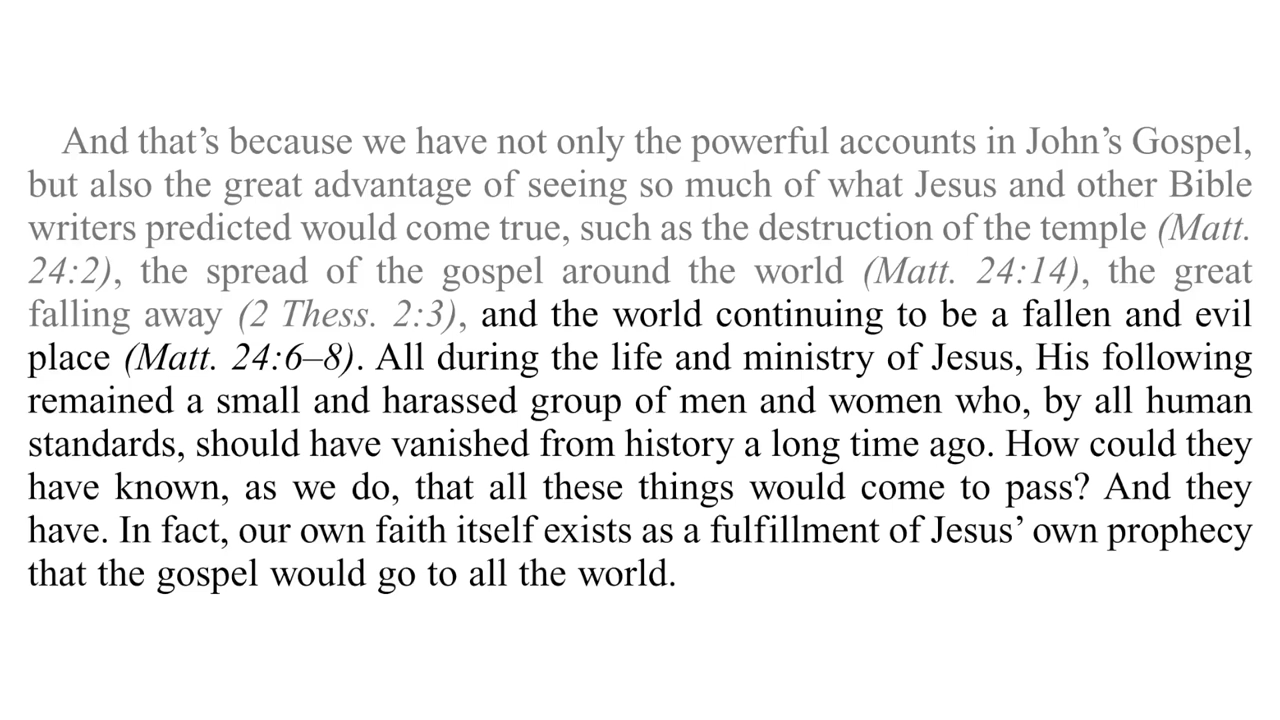 And that’s because we have not only the powerful accounts in John’s Gospel,
but also the great advantage of seeing so much of what Jesus and other Bible
writers predicted would come true, such as the destruction of the temple (Matt.
24:2), the spread of the gospel around the world (Matt. 24:14), the great
falling away (2 Thess. 2:3), and the world continuing to be a fallen and evil
place (Matt. 24:6–8). All during the life and ministry of Jesus, His following
remained a small and harassed group of men and women who, by all human
standards, should have vanished from history a long time ago. How could they
have known, as we do, that all these things would come to pass? And they
have. In fact, our own faith itself exists as a fulfillment of Jesus’ own prophecy
that the gospel would go to all the world.